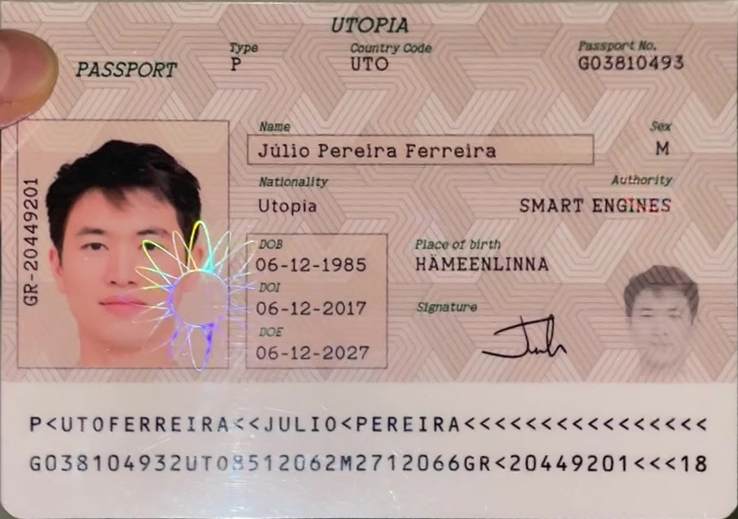 UTOPIA
PASSPORT
Type
P
Country Code
UTO
Passport No.
G03810493
Name
Júlio Pereira Ferreira
Sex
M
Nationality
Utopia
Authority
SMART ENGINES
GR-20449201
DOB
06-12-1985
Place of birth
HÄMEENLINNA
DOI
06-12-2017
Signature
DOE
06-12-2027
P<UTOFERREIRA<<JULIO<PEREIRA<<<<<<<<<<<<<<<<
G038104932UTO8512062M2712066GR<20449201<<<18